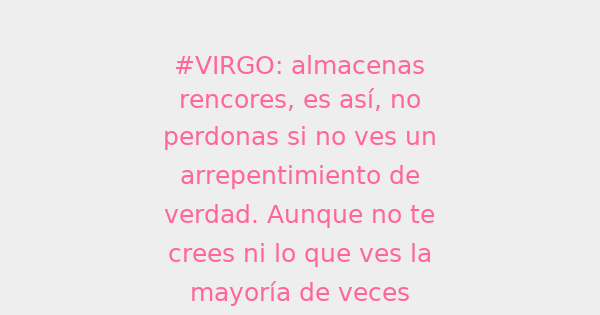 #VIRGO: almacenas
rencores, es así, no
perdonas si no ves un
arrepentimiento de
verdad. Aunque no te
crees ni lo que ves la
mayoría de veces